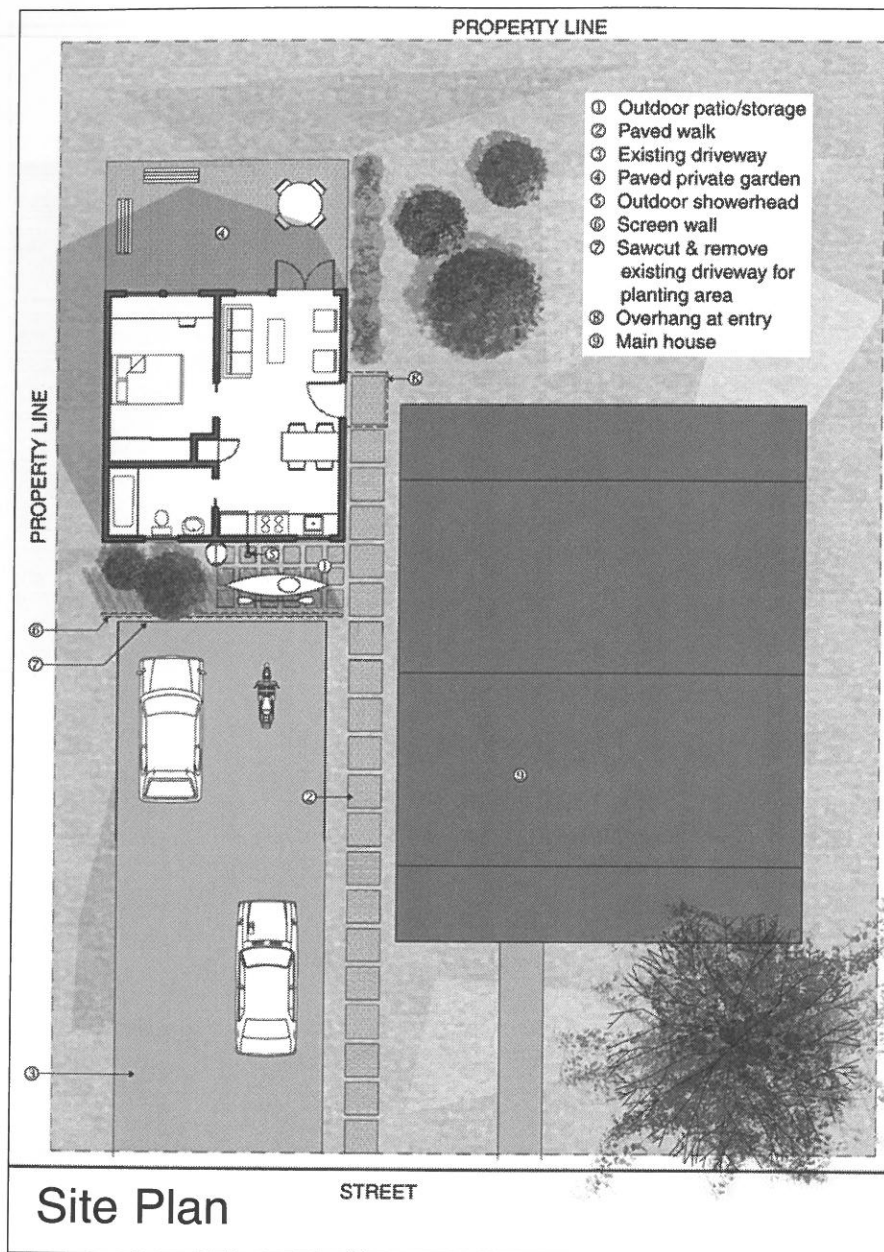 PROPERTY LINE
① Outdoor patio/storage
② Paved walk
③ Existing driveway
④ Paved private garden
⑤ Outdoor showerhead
⑥ Screen wall
⑦ Sawcut & remove
existing driveway for
planting area
⑧ Overhang at entry
⑨ Main house
④
⑧
PROPERTY LINE
⑤
①
⑥
⑦
⑨
②
③
STREET
Site Plan